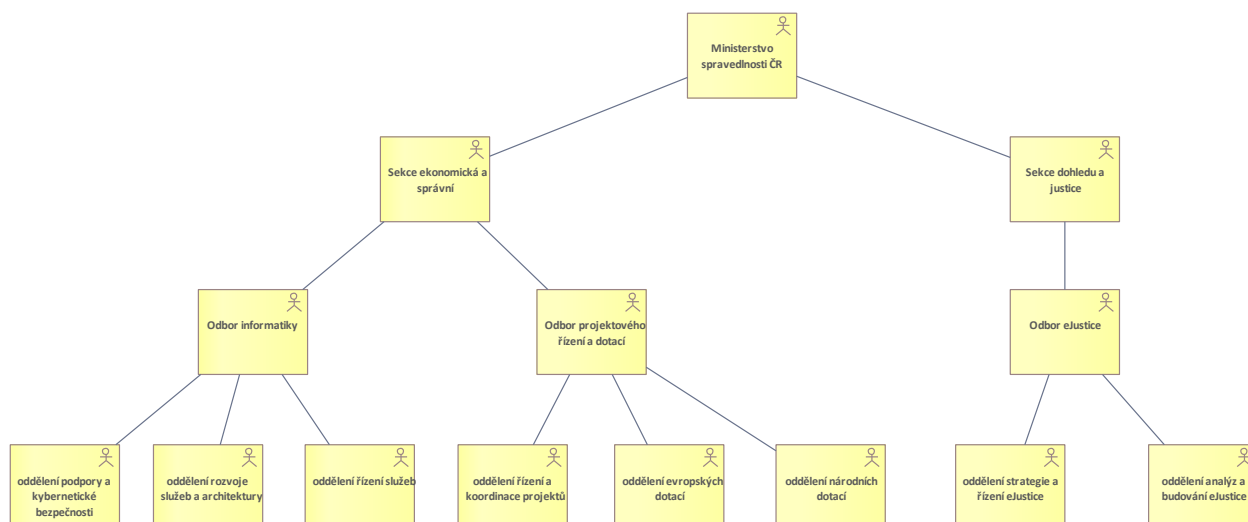 Ministerstvo
spravedlnosti ČR
Sekce ekonomická a
správní
Sekce dohledu a
justice
Odbor informatiky
Odbor projektového
řízení a dotací
Odbor eJustice
oddělení podpory a
kybernetické
bezpečnosti
oddělení rozvoje
služeb a architektury
oddělení řízení služeb
oddělení řízení a
koordinace projektů
oddělení evropských
dotací
oddělení národních
dotací
oddělení strategie a
řízení eJustice
oddělení analýz a
budování eJustice